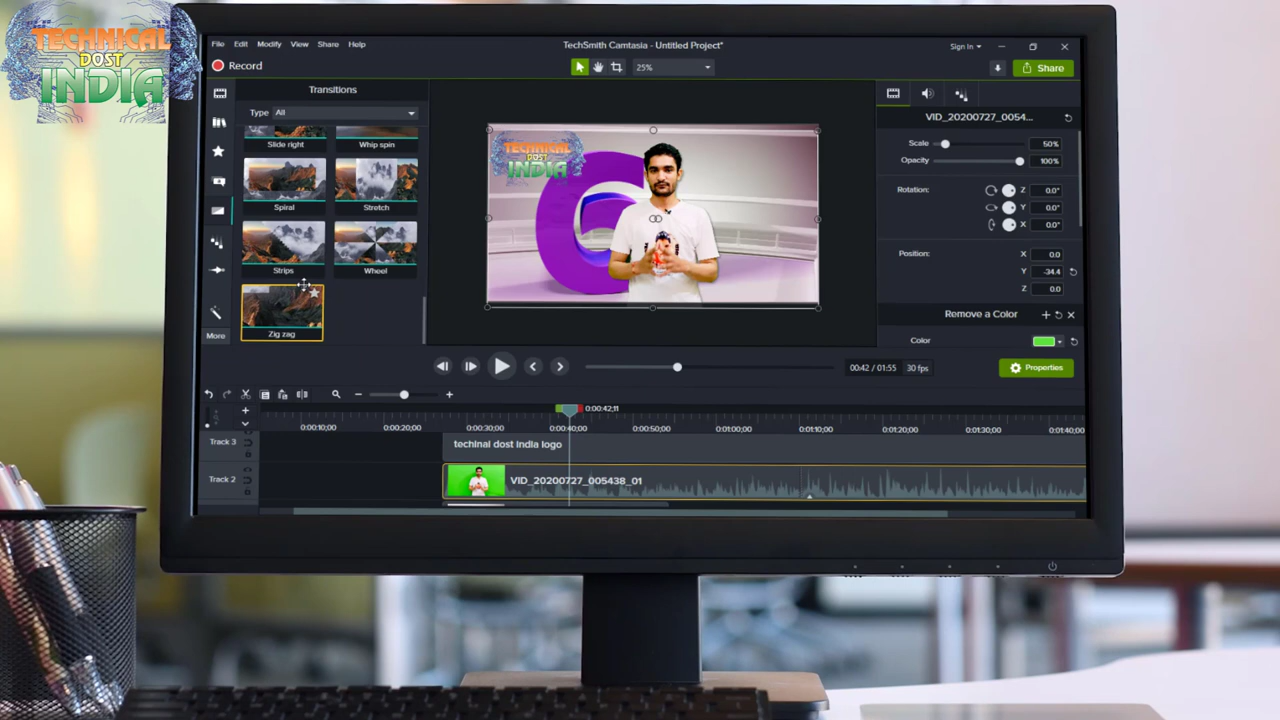 TECHNICAL
DOST
INDIA
File Edit Modify View Share Help
TechSmith Camtasia - Untitled Project*
Sign In
Record
25%
Share
Transitions
Type All
Slide right Whip spin
Spiral Stretch
Strips Wheel
Zig zag
More
TECHNICAL
DOST
INDIA
VID_20200727_0054...
Scale 50%
Opacity 100%
Rotation: Z 0.0°
Y 0.0°
X 0.0°
Position: X 0.0
Y -34.4
Z 0.0
Remove a Color
Color
00:42 / 01:55 30 fps
Properties
0:00:42;11
0:00:10;00 0:00:20;00 0:00:30;00 0:00:40;00 0:00:50;00 0:01:00;00 0:01:10;00 0:01:20;00 0:01:30;00 0:01:40;00
Track 3
techinal dost india logo
Track 2
VID_20200727_005438_01